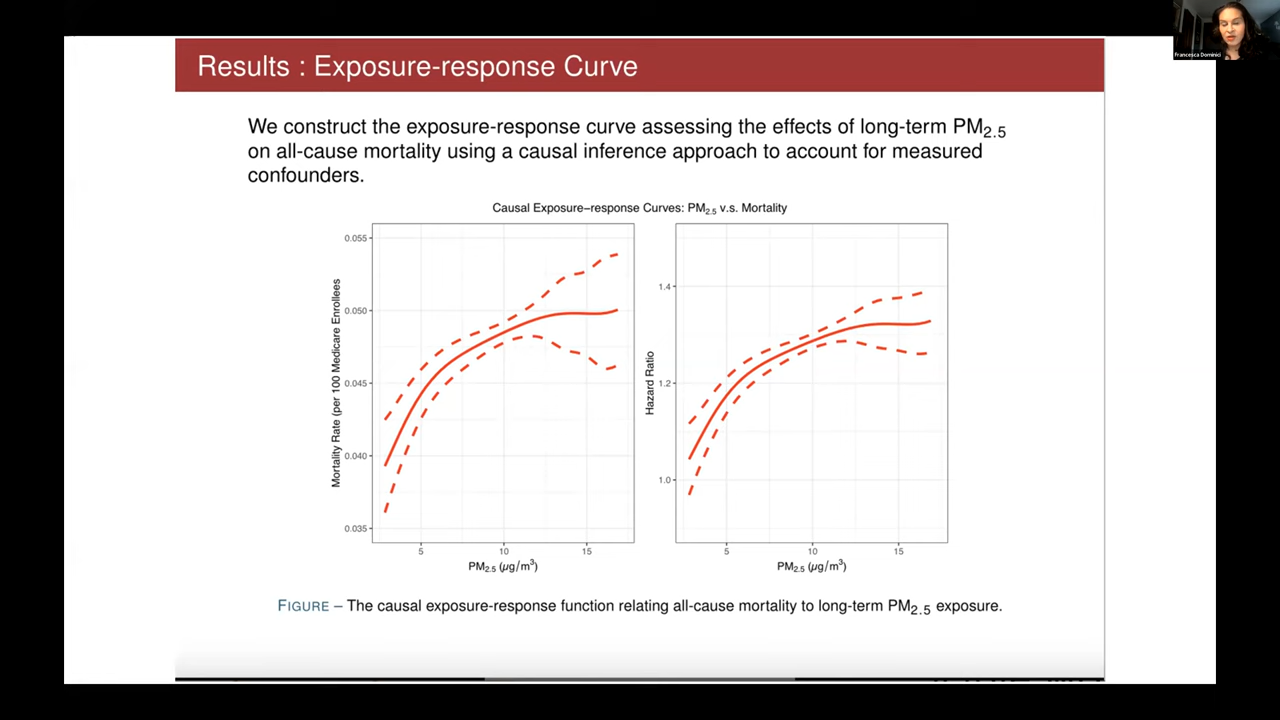 Francesca Dominici
Results : Exposure-response Curve
We construct the exposure-response curve assessing the effects of long-term PM2.5
on all-cause mortality using a causal inference approach to account for measured
confounders.
Causal Exposure−response Curves: PM2.5 v.s. Mortality
Mortality Rate (per 100 Medicare Enrollees
0.055
0.050
0.045
0.040
0.035
5 10 15
PM2.5 (µg/m3)
Hazard Ratio
1.4
1.2
1.0
5 10 15
PM2.5 (µg/m3)
FIGURE – The causal exposure-response function relating all-cause mortality to long-term PM2.5 exposure.